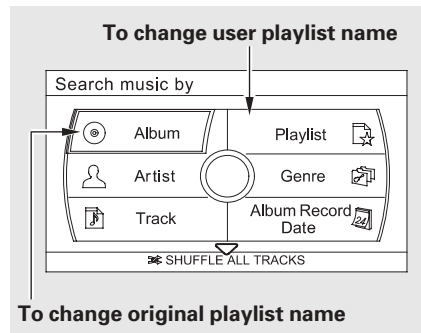 To change user playlist name
Search music by
Album
Playlist
Artist
Genre
Track
Album Record
Date
24
SHUFFLE ALL TRACKS
To change original playlist name